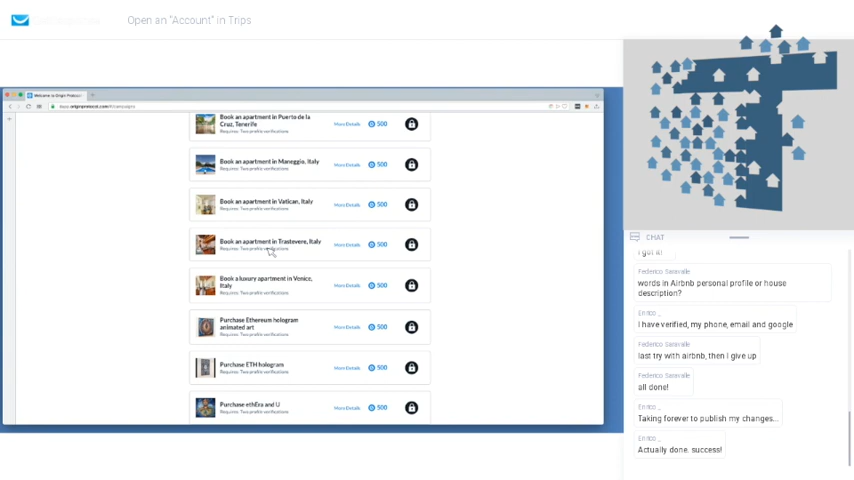 Open an "Account" in Trips
Welcome to Origin Protocol
Book an apartment in Puerto de la
Cruz, Tenerife
Requires: Two profile verifications
More Details
500
Book an apartment in Maneggio, Italy
Requires: Two profile verifications
More Details
500
Book an apartment in Vatican, Italy
Requires: Two profile verifications
More Details
500
Book an apartment in Trastevere, Italy
Requires: Two profile verifications
More Details
500
Book a luxury apartment in Venice,
Italy
Requires: Two profile verifications
More Details
500
Purchase Ethereum hologram
animated art
Requires: Two profile verifications
More Details
500
Purchase ETH hologram
Requires: Two profile verifications
More Details
500
Purchase ethEra and U
Requires: Two profile verifications
More Details
500
CHAT
I got it!
Federico Saravalle
words in Airbnb personal profile or house
description?
Enrico _
I have verified, my phone, email and google
Federico Saravalle
last try with airbnb, then I give up
Federico Saravalle
all done!
Enrico _
Taking forever to publish my changes...
Enrico _
Actually done. success!